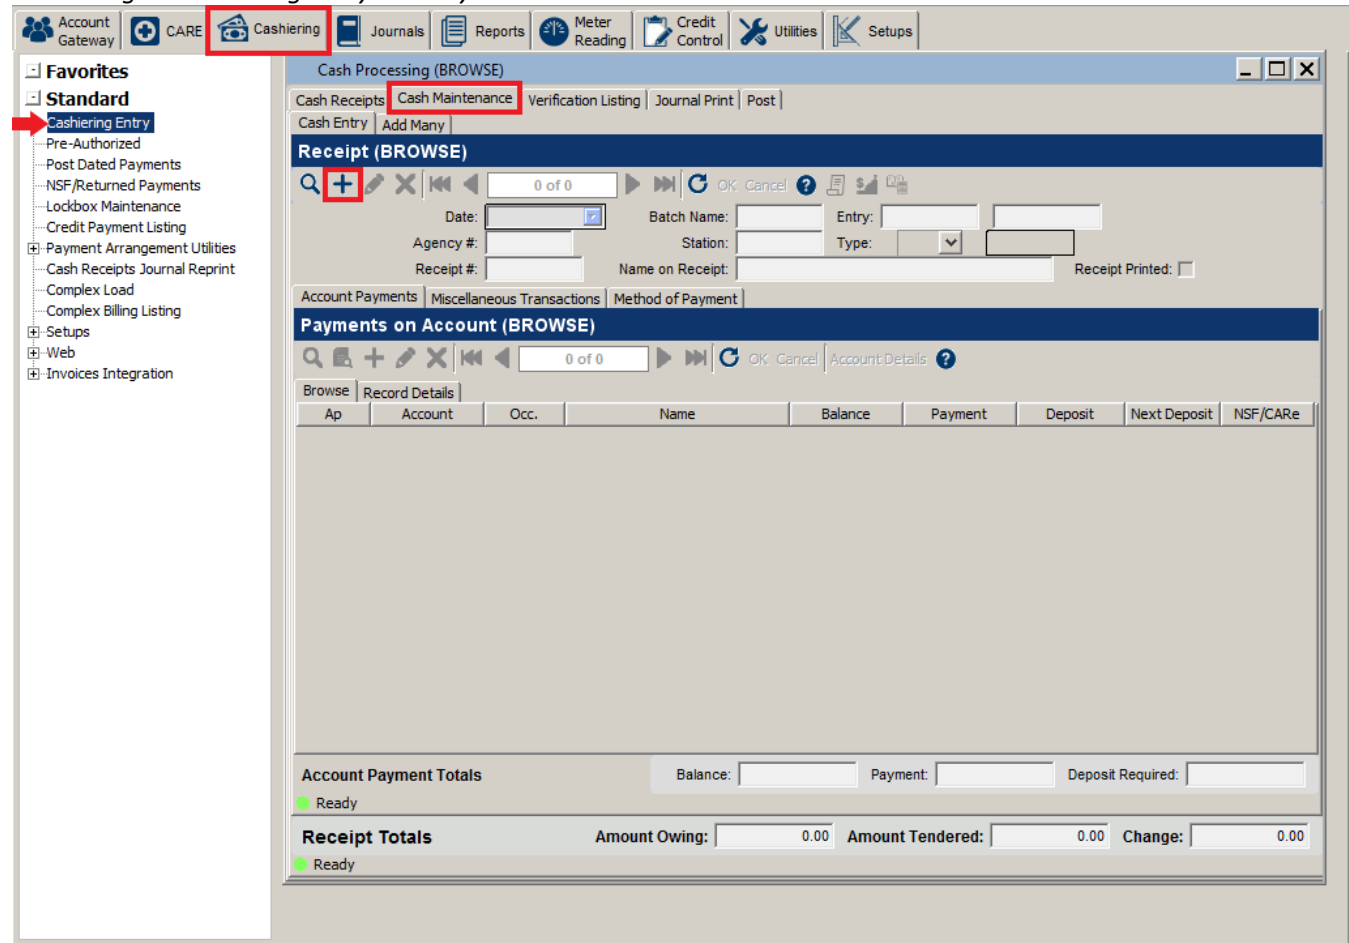 Account Gateway CARE Cashiering Journals Reports Meter Reading Credit Control Utilities Setups
Favorites
Standard
Cashiering Entry
Pre-Authorized
Post Dated Payments
NSF/Returned Payments
Lockbox Maintenance
Credit Payment Listing
Payment Arrangement Utilities
Cash Receipts Journal Reprint
Complex Load
Complex Billing Listing
Setups
Web
Invoices Integration
Cash Processing (BROWSE)
Cash Receipts Cash Maintenance Verification Listing Journal Print Post
Cash Entry Add Many
Receipt (BROWSE)
0 of 0 OK Cancel
Date: Batch Name: Entry:
Agency #: Station: Type:
Receipt #: Name on Receipt: Receipt Printed:
Account Payments Miscellaneous Transactions Method of Payment
Payments on Account (BROWSE)
0 of 0 OK Cancel Account Details
Browse Record Details
Ap Account Occ. Name Balance Payment Deposit Next Deposit NSF/CARe
Account Payment Totals Balance: Payment: Deposit Required:
Ready
Receipt Totals Amount Owing: 0.00 Amount Tendered: 0.00 Change: 0.00
Ready